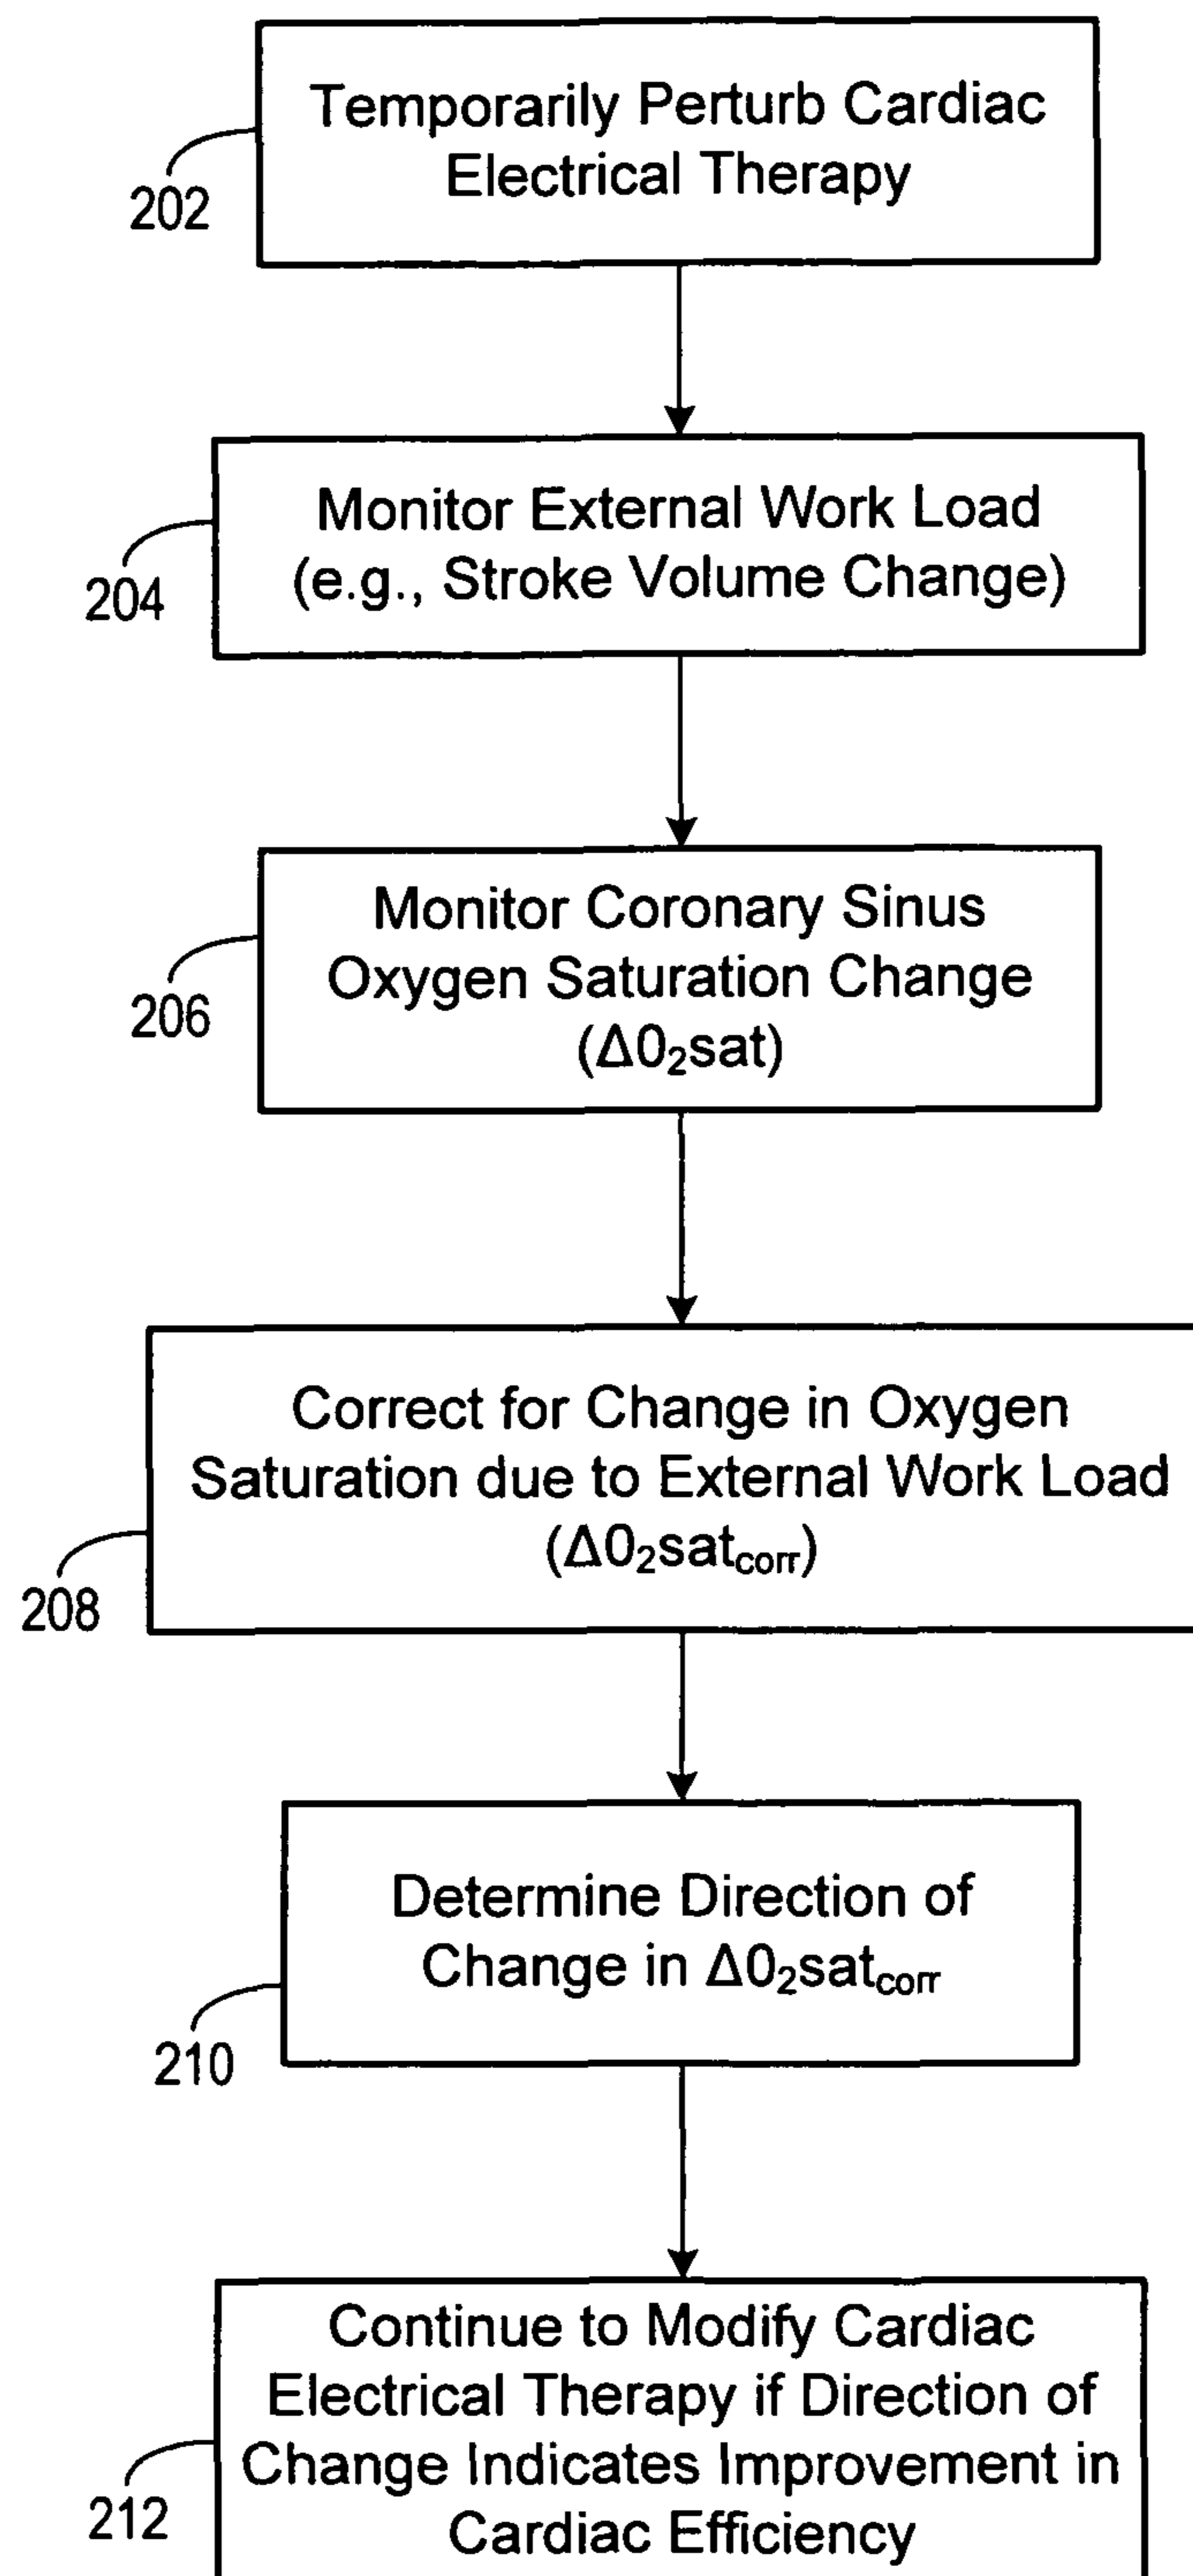 Temporarily Perturb Cardiac
Electrical Therapy
202
Monitor External Work Load
(e.g., Stroke Volume Change)
204
Monitor Coronary Sinus
Oxygen Saturation Change
(Δ0₂sat)
206
Correct for Change in Oxygen
Saturation due to External Work Load
(Δ0₂satcorr)
208
Determine Direction of
Change in Δ0₂satcorr
210
Continue to Modify Cardiac
Electrical Therapy if Direction of
Change Indicates Improvement in
Cardiac Efficiency
212